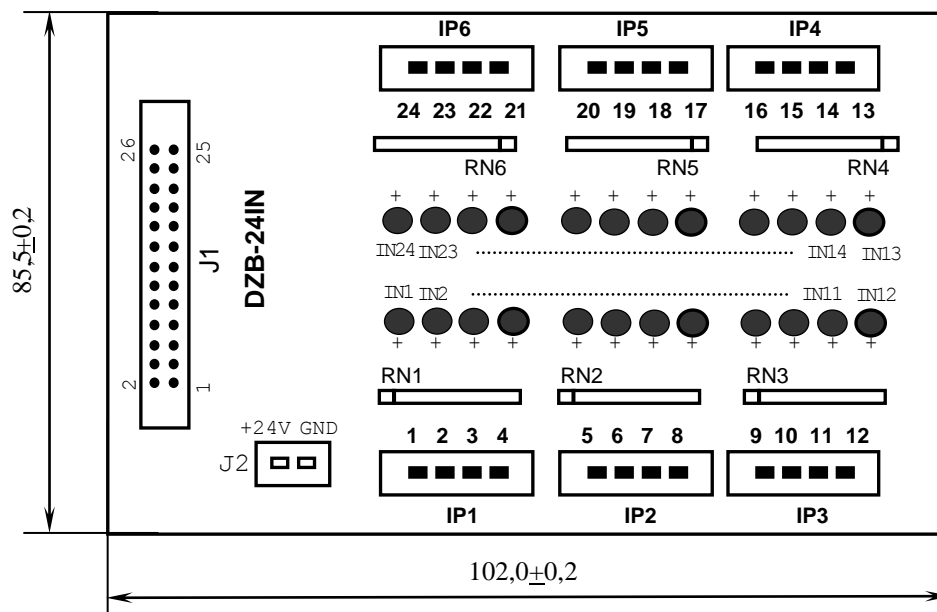 IP6 IP5 IP4
24 23 22 21 20 19 18 17 16 15 14 13
RN6 RN5 RN4
+ + + + + + + + + + + +
IN24 IN23 ................ IN14 IN13
IN1 IN2 ................ IN11 IN12
+ + + + + + + + + + + +
RN1 RN2 RN3
1 2 3 4 5 6 7 8 9 10 11 12
IP1 IP2 IP3
26 25
J1
2 1
DZB-24IN
+24V GND
J2
85,5±0,2
102,0±0,2